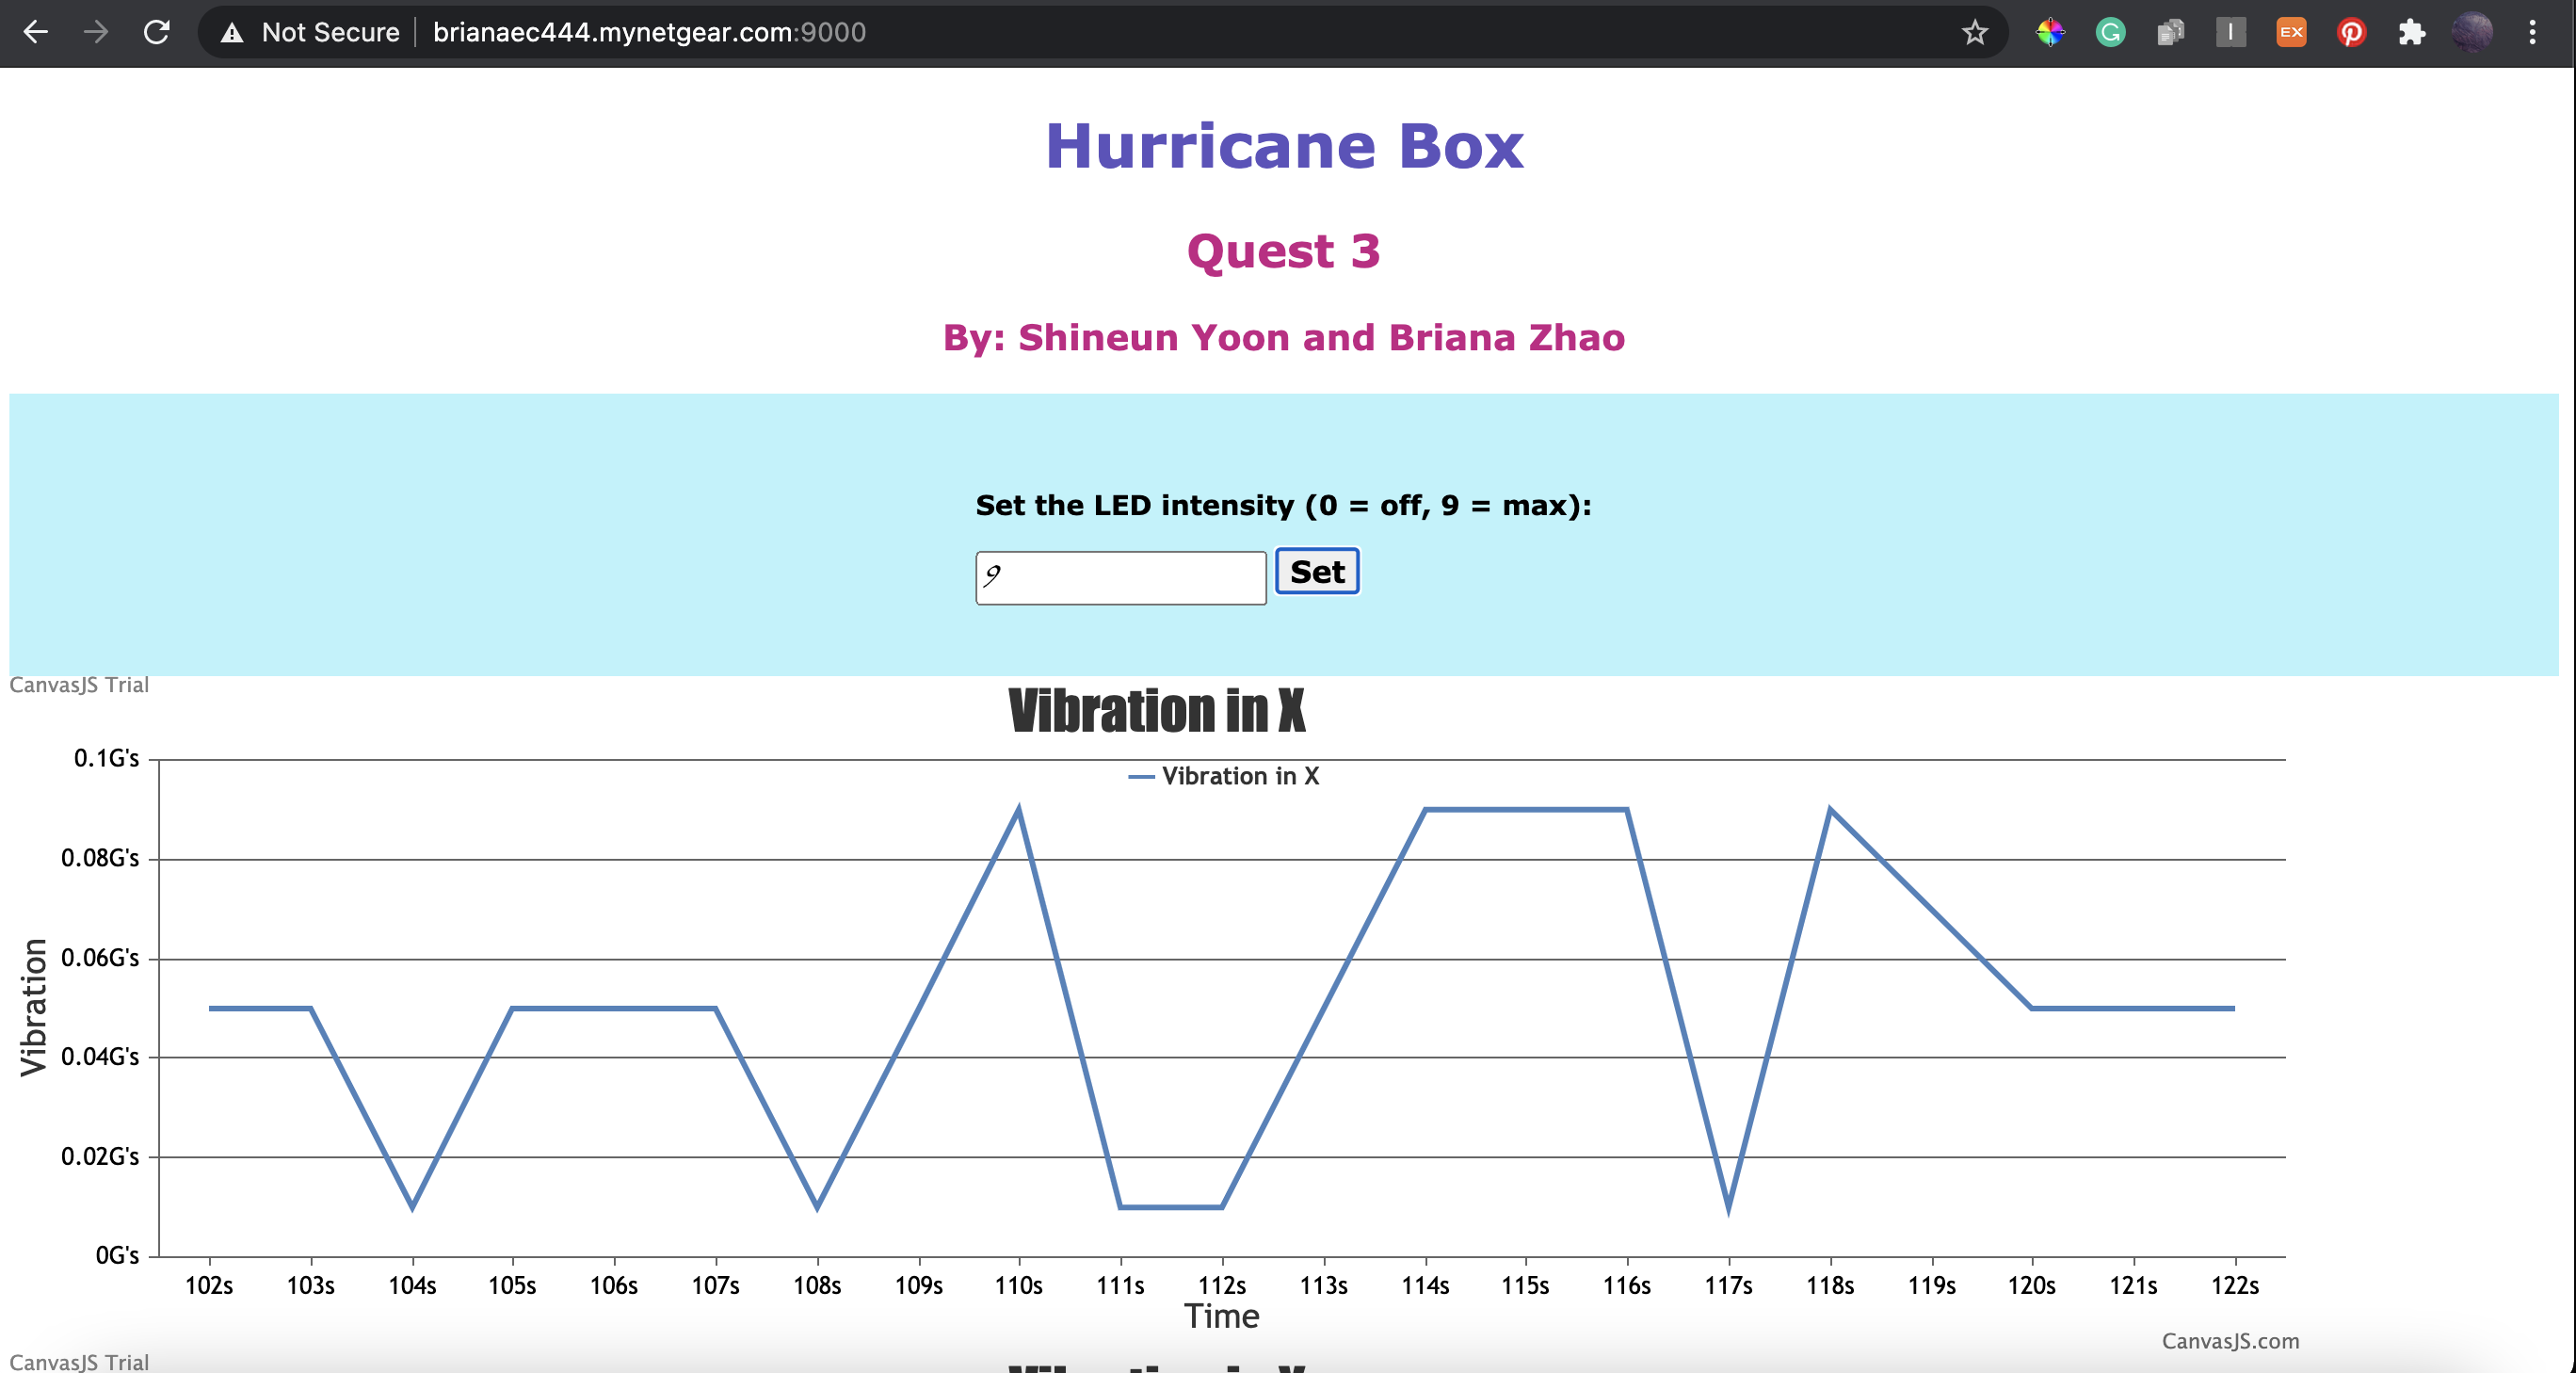 Not Secure brianaec444.mynetgear.com:9000
EX
Hurricane Box
Quest 3
By: Shineun Yoon and Briana Zhao
Set the LED intensity (0 = off, 9 = max):
9 Set
CanvasJS Trial
Vibration in X
Vibration in X
0.1G's
0.08G's
0.06G's
0.04G's
0.02G's
0G's
Vibration
102s 103s 104s 105s 106s 107s 108s 109s 110s 111s 112s 113s 114s 115s 116s 117s 118s 119s 120s 121s 122s
Time
CanvasJS.com
CanvasJS Trial